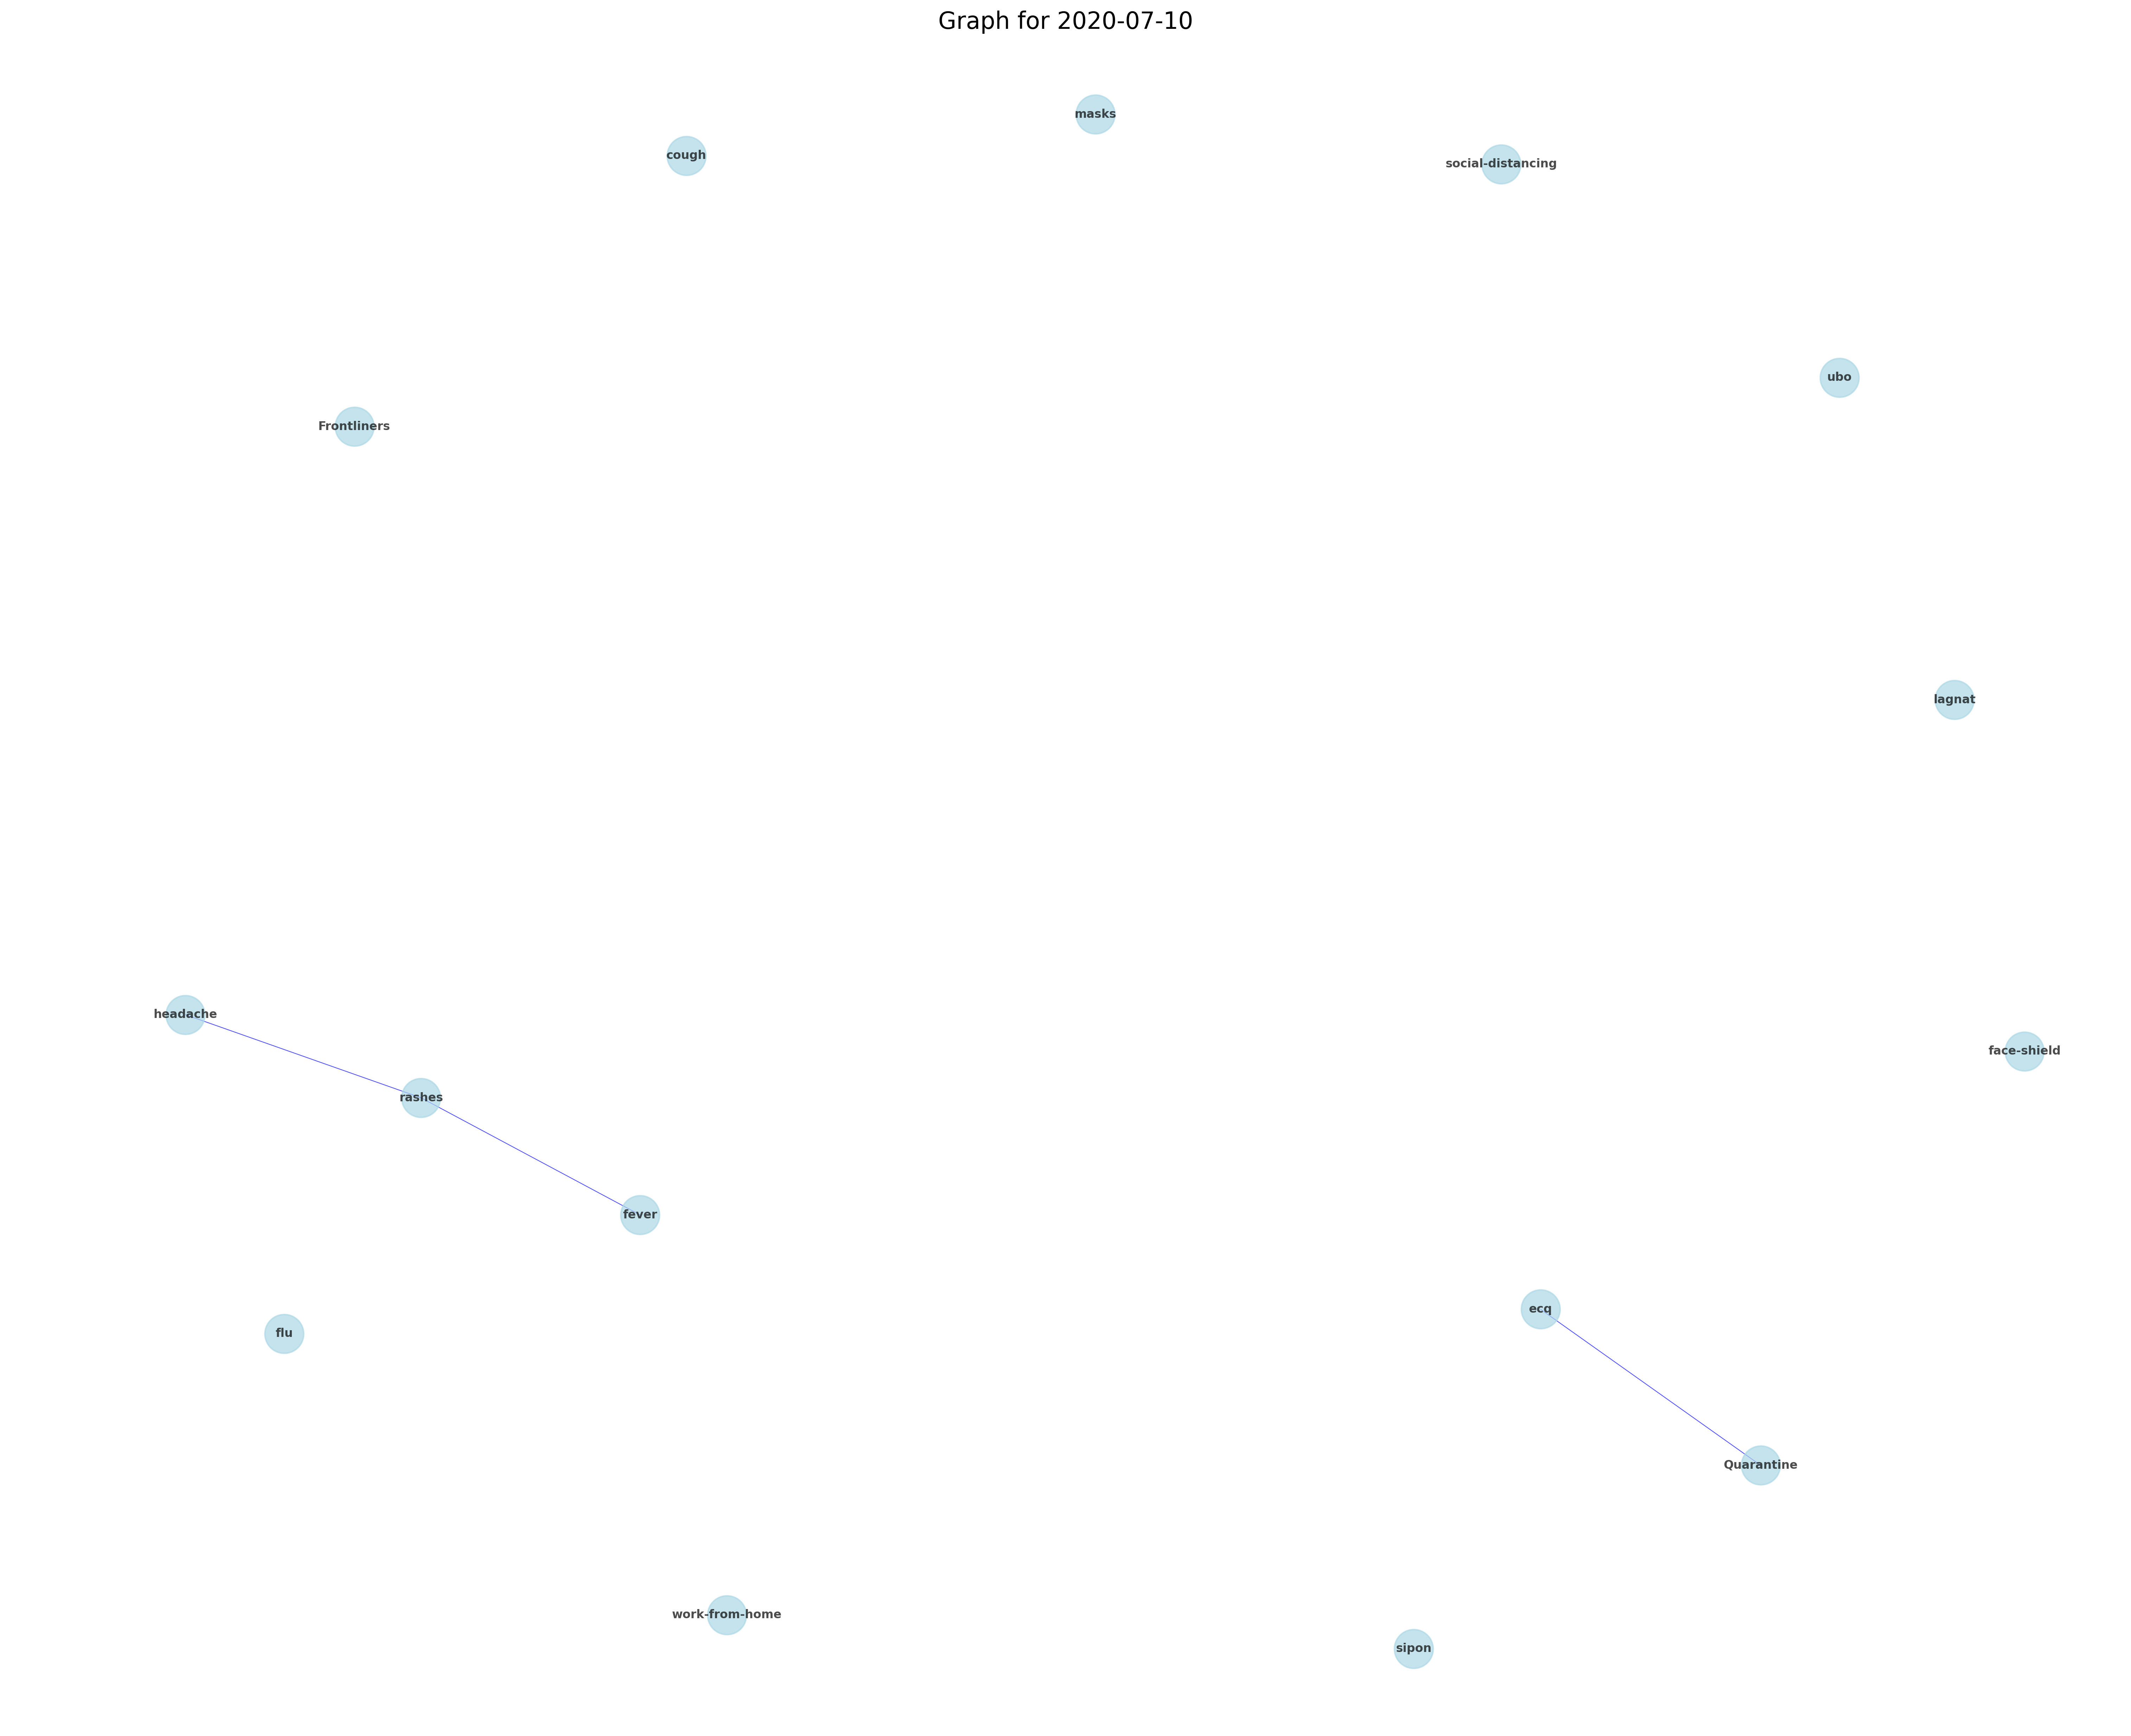 Graph for 2020-07-10
masks
cough
social-distancing
ubo
Frontliners
lagnat
headache
face-shield
rashes
fever
ecq
flu
Quarantine
work-from-home
sipon